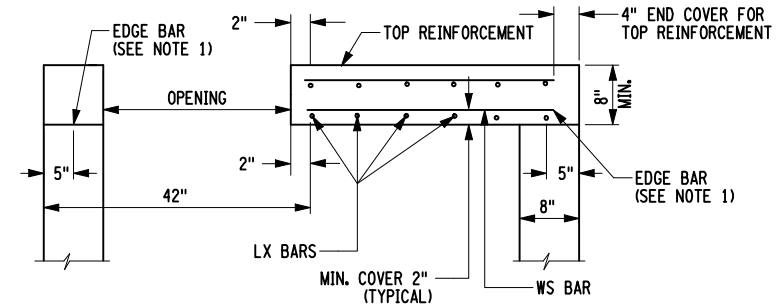 EDGE BAR
(SEE NOTE 1)
2"
TOP REINFORCEMENT
4" END COVER FOR
TOP REINFORCEMENT
OPENING
8"
MIN.
5"
2"
42"
5"
8"
EDGE BAR
(SEE NOTE 1)
LX BARS
MIN. COVER 2"
(TYPICAL)
WS BAR